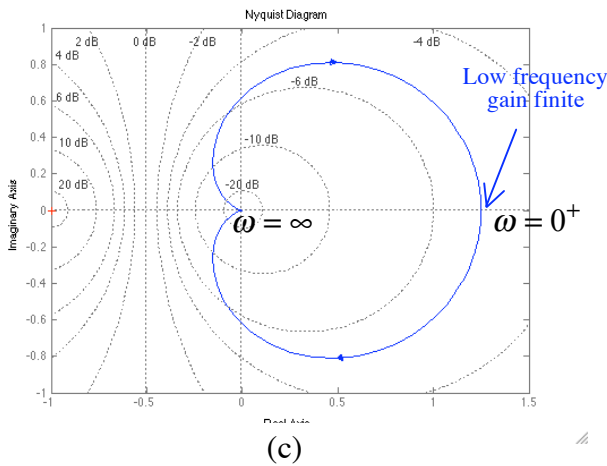 Nyquist Diagram
1
2 dB
0 dB
-2 dB
-4 dB
4 dB
0.8
-6 dB
Low frequency
gain finite
6 dB
0.6
0.4
10 dB
-10 dB
0.2
20 dB
-20 dB
Imaginary Axis
0
ω = ∞
ω = 0⁺
-0.2
-0.4
-0.6
-0.8
-1
-1
-0.5
0
0.5
1
1.5
Real Axis
(c)